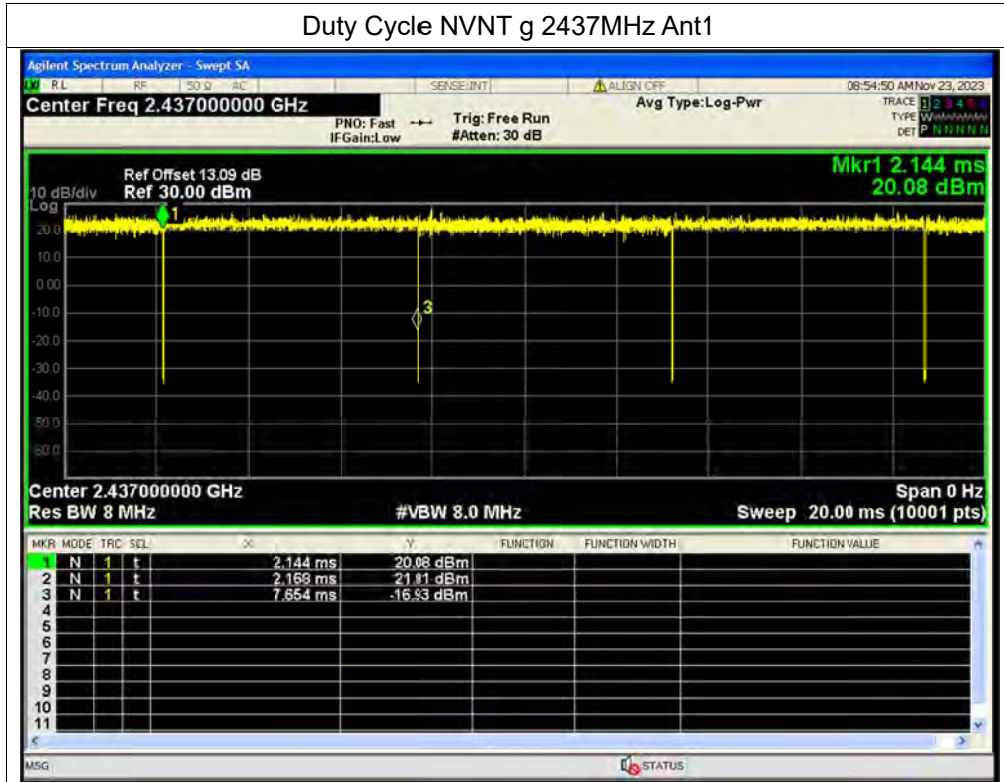 Duty Cycle NVNT g 2437MHz Ant1
Agilent Spectrum Analyzer - Swept SA
RL RF 50 Ω AC SENSE:INT ALIGN OFF 08:54:50 AM Nov 23, 2023
Center Freq 2.437000000 GHz
PNO: Fast
IFGain:Low
Trig: Free Run
#Atten: 30 dB
Avg Type: Log-Pwr
TRACE 1 2 3 4 5 6
TYPE W
DET P N N N N N
Mkr1 2.144 ms
20.08 dBm
Ref Offset 13.09 dB
10 dB/div Ref 30.00 dBm
Log
1
20.0
10.0
0.00
3
-10.0
-20.0
-30.0
-40.0
-50.0
-60.0
Center 2.437000000 GHz Span 0 Hz
Res BW 8 MHz #VBW 8.0 MHz Sweep 20.00 ms (10001 pts)
MKR MODE TRC SCL X Y FUNCTION FUNCTION WIDTH FUNCTION VALUE
1 N 1 t 2.144 ms 20.08 dBm
2 N 1 t 21.81 dBm
3 N 1 t 7.654 ms -16.93 dBm
4
5
6
7
8
9
10
11
MSG STATUS